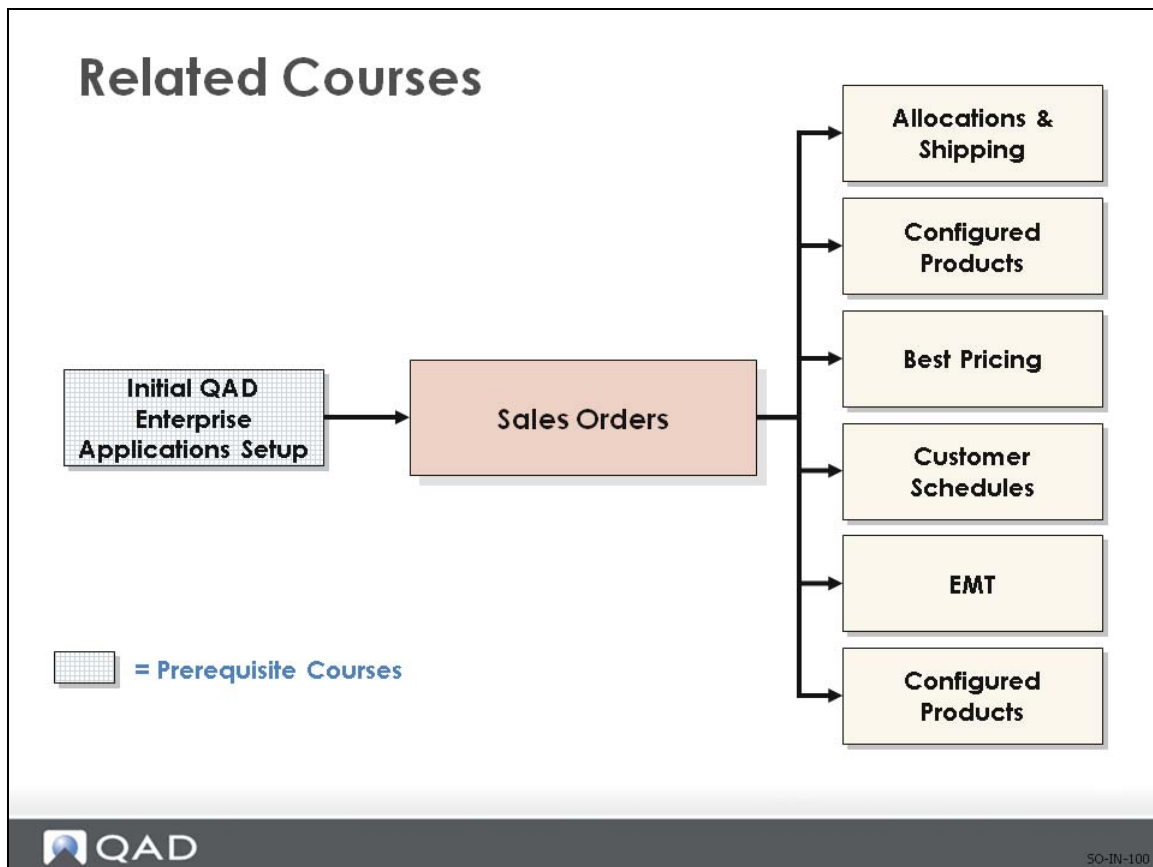 Related Courses
Allocations &
Shipping
Configured
Products
Best Pricing
Initial QAD
Enterprise
Applications Setup
Sales Orders
Customer
Schedules
EMT
= Prerequisite Courses
Configured
Products
QAD
SO-IN-100